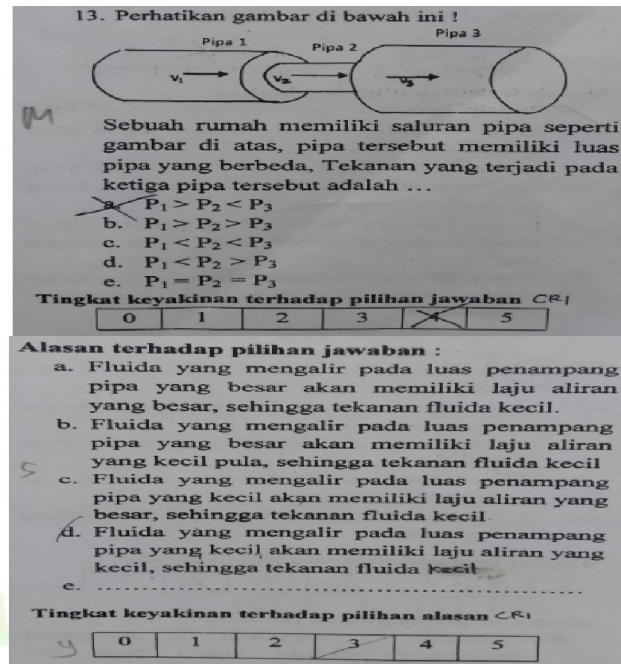 13. Perhatikan gambar di bawah ini !
Pipa 1 Pipa 2 Pipa 3
V₁ V₂ V₃
M
Sebuah rumah memiliki saluran pipa seperti
gambar di atas, pipa tersebut memiliki luas
pipa yang berbeda, Tekanan yang terjadi pada
ketiga pipa tersebut adalah ...
a. P₁ > P₂ < P₃
b. P₁ > P₂ > P₃
c. P₁ < P₂ < P₃
d. P₁ < P₂ > P₃
e. P₁ = P₂ = P₃
Tingkat keyakinan terhadap pilihan jawaban CRI
0 1 2 3 4 5
Alasan terhadap pilihan jawaban :
a. Fluida yang mengalir pada luas penampang
pipa yang besar akan memiliki laju aliran
yang besar, sehingga tekanan fluida kecil.
b. Fluida yang mengalir pada luas penampang
pipa yang besar akan memiliki laju aliran
yang kecil pula, sehingga tekanan fluida kecil
S
c. Fluida yang mengalir pada luas penampang
pipa yang kecil akan memiliki laju aliran yang
besar, sehingga tekanan fluida kecil
d. Fluida yang mengalir pada luas penampang
pipa yang kecil akan memiliki laju aliran yang
kecil, sehingga tekanan fluida kecil
e. ............................................................
Tingkat keyakinan terhadap pilihan alasan CRI
y
0 1 2 3 4 5